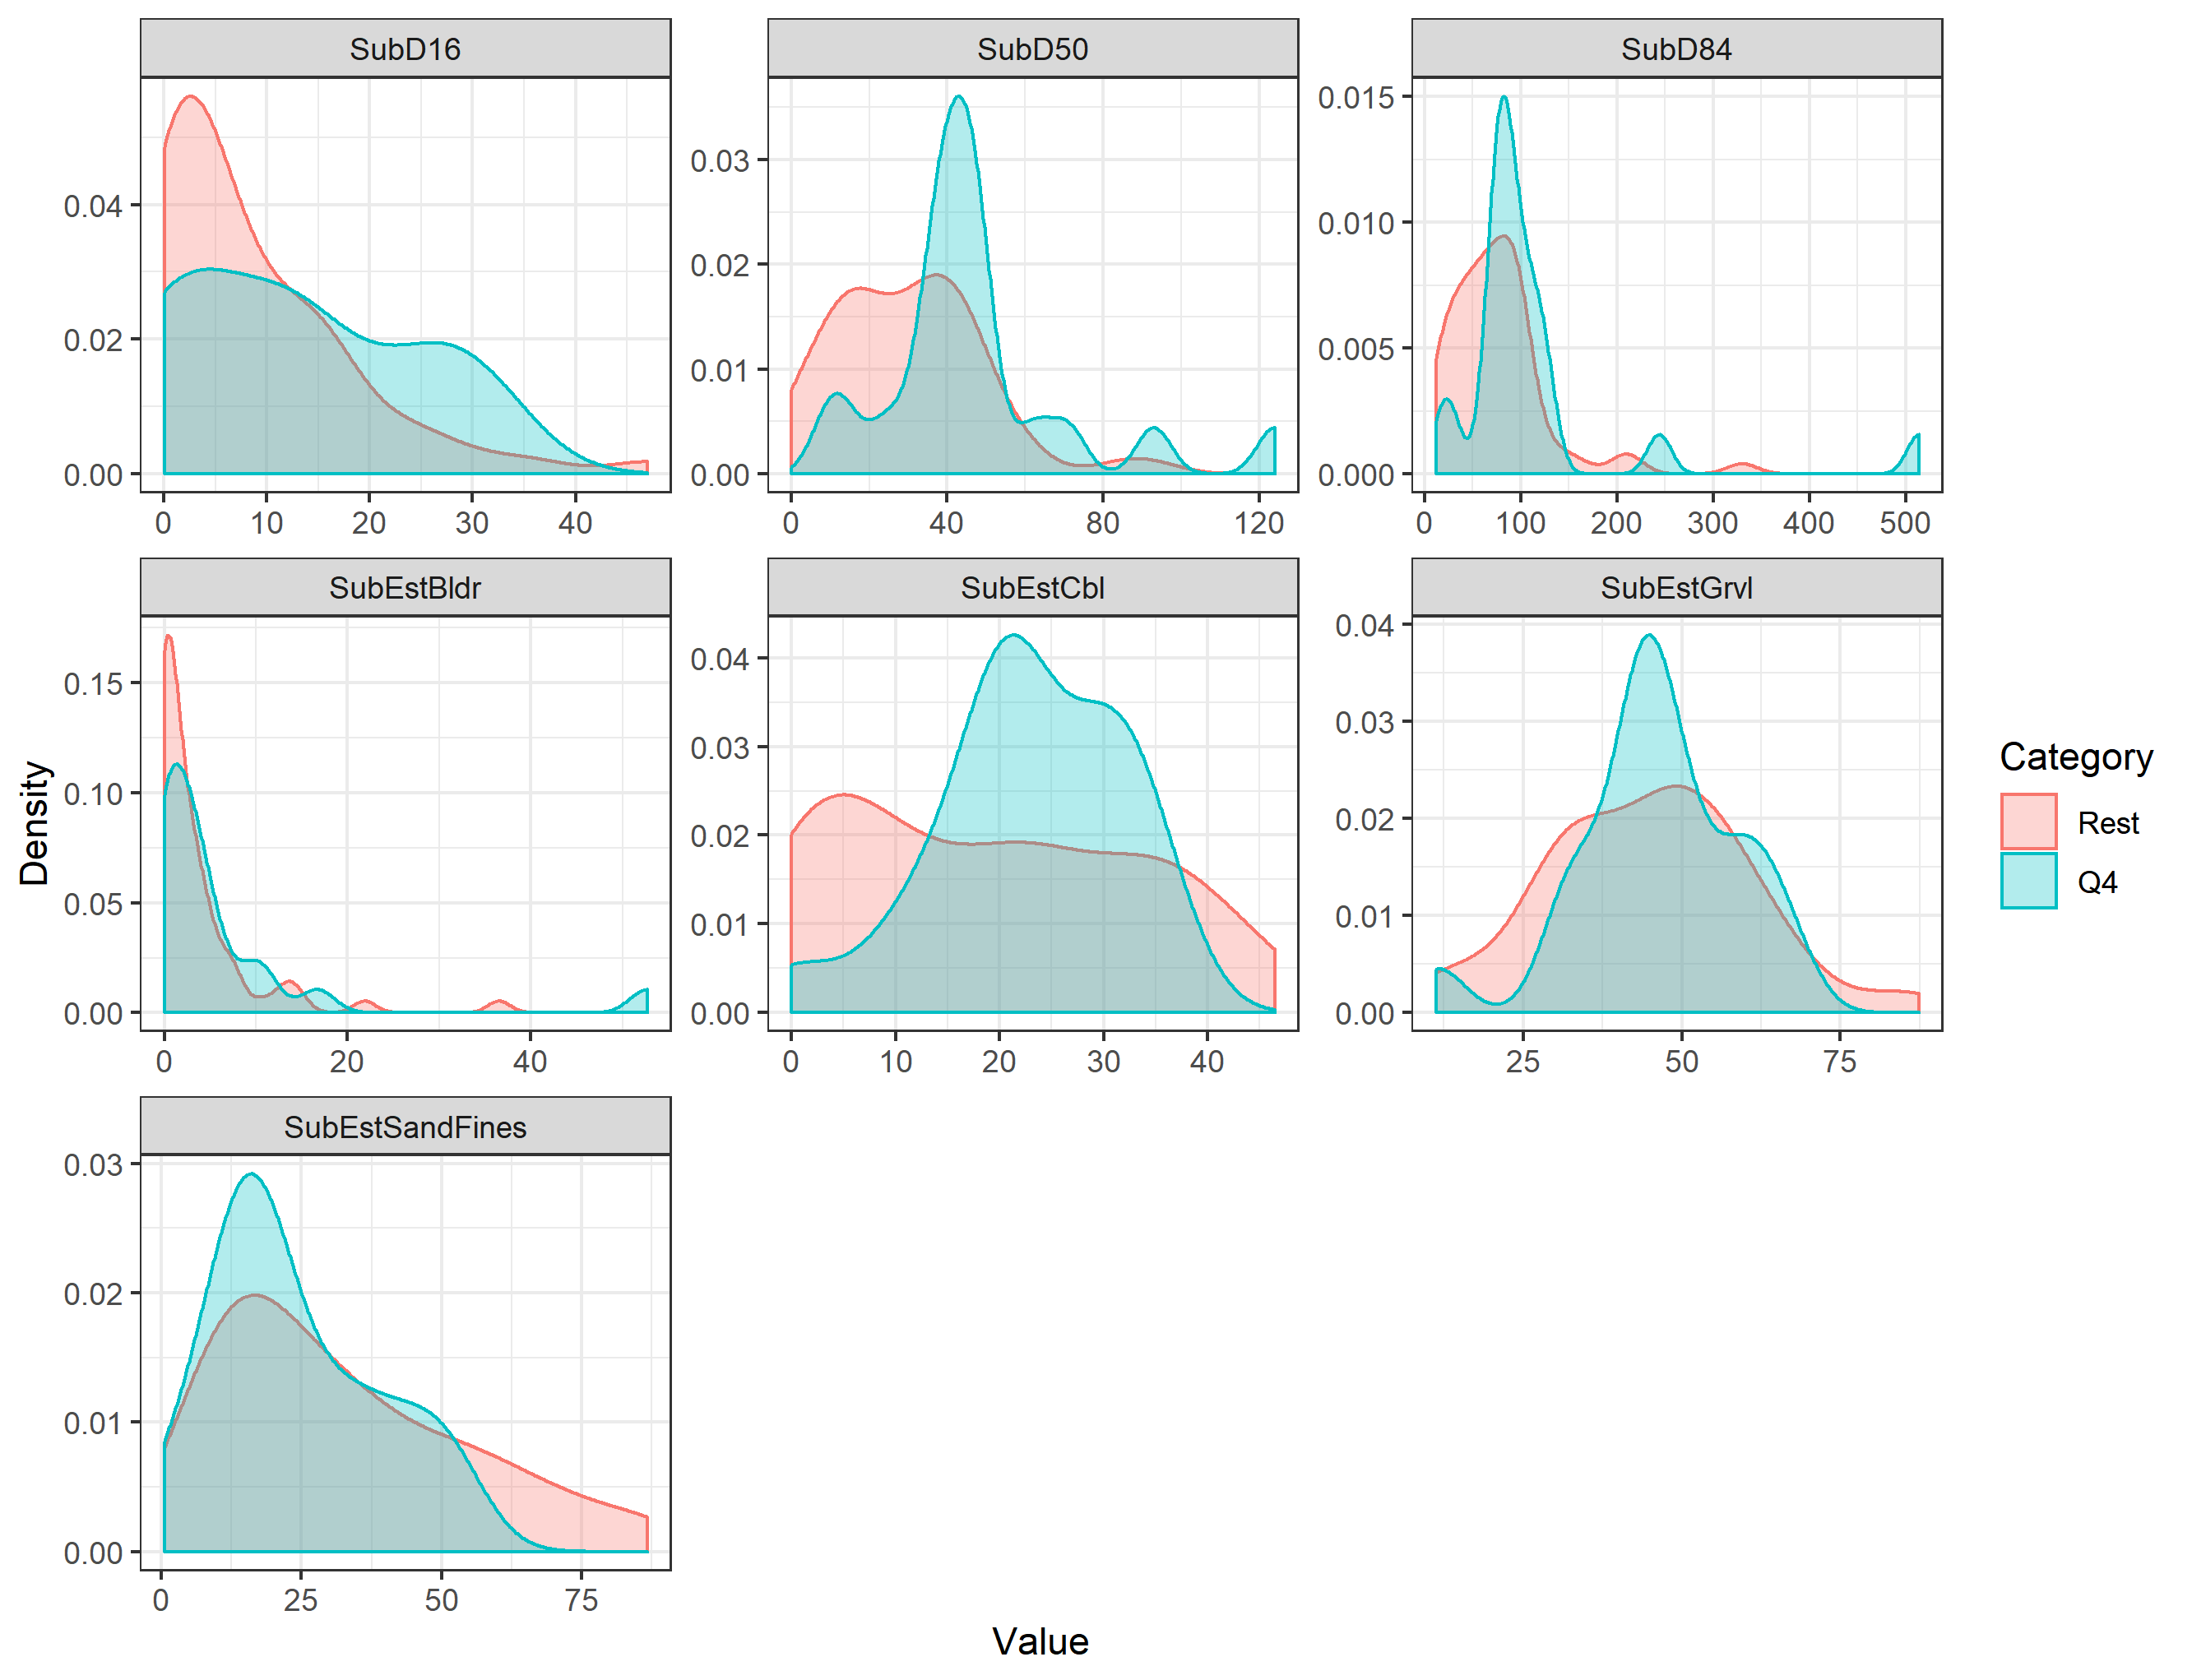 SubD16 SubD50 SubD84
0.04
0.02
0.00
0.03
0.02
0.01
0.00
0.015
0.010
0.005
0.000
0 10 20 30 40
0 40 80 120
0 100 200 300 400 500
SubEstBldr SubEstCbl SubEstGrvl
0.15
0.10
0.05
0.00
0.04
0.03
0.02
0.01
0.00
0.04
0.03
0.02
0.01
0.00
0 20 40
0 10 20 30 40
25 50 75
SubEstSandFines
0.03
0.02
0.01
0.00
0 25 50 75
Density
Value
Category
Rest
Q4